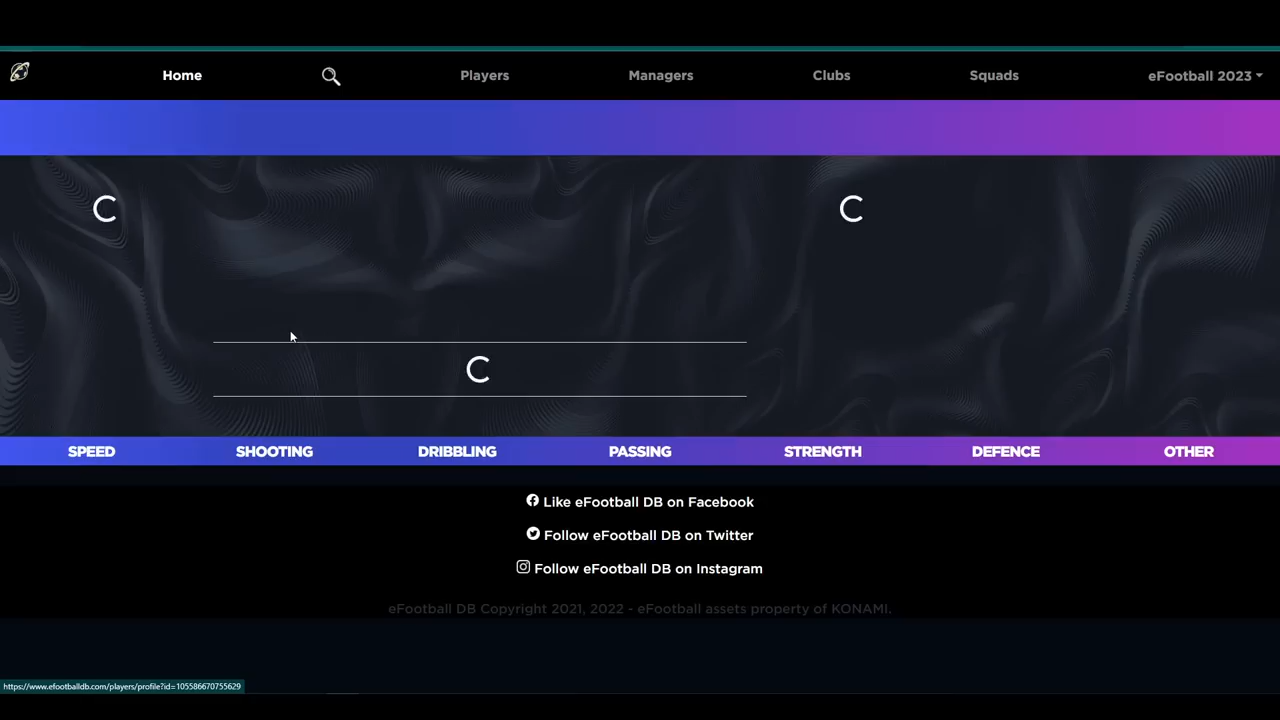 Home Players Managers Clubs Squads eFootball 2023
SPEED SHOOTING DRIBBLING PASSING STRENGTH DEFENCE OTHER
Like eFootball DB on Facebook
Follow eFootball DB on Twitter
Follow eFootball DB on Instagram
eFootball DB Copyright 2021, 2022 - eFootball assets property of KONAMI.
https://www.efootballdb.com/players/profile?id=105586670755629